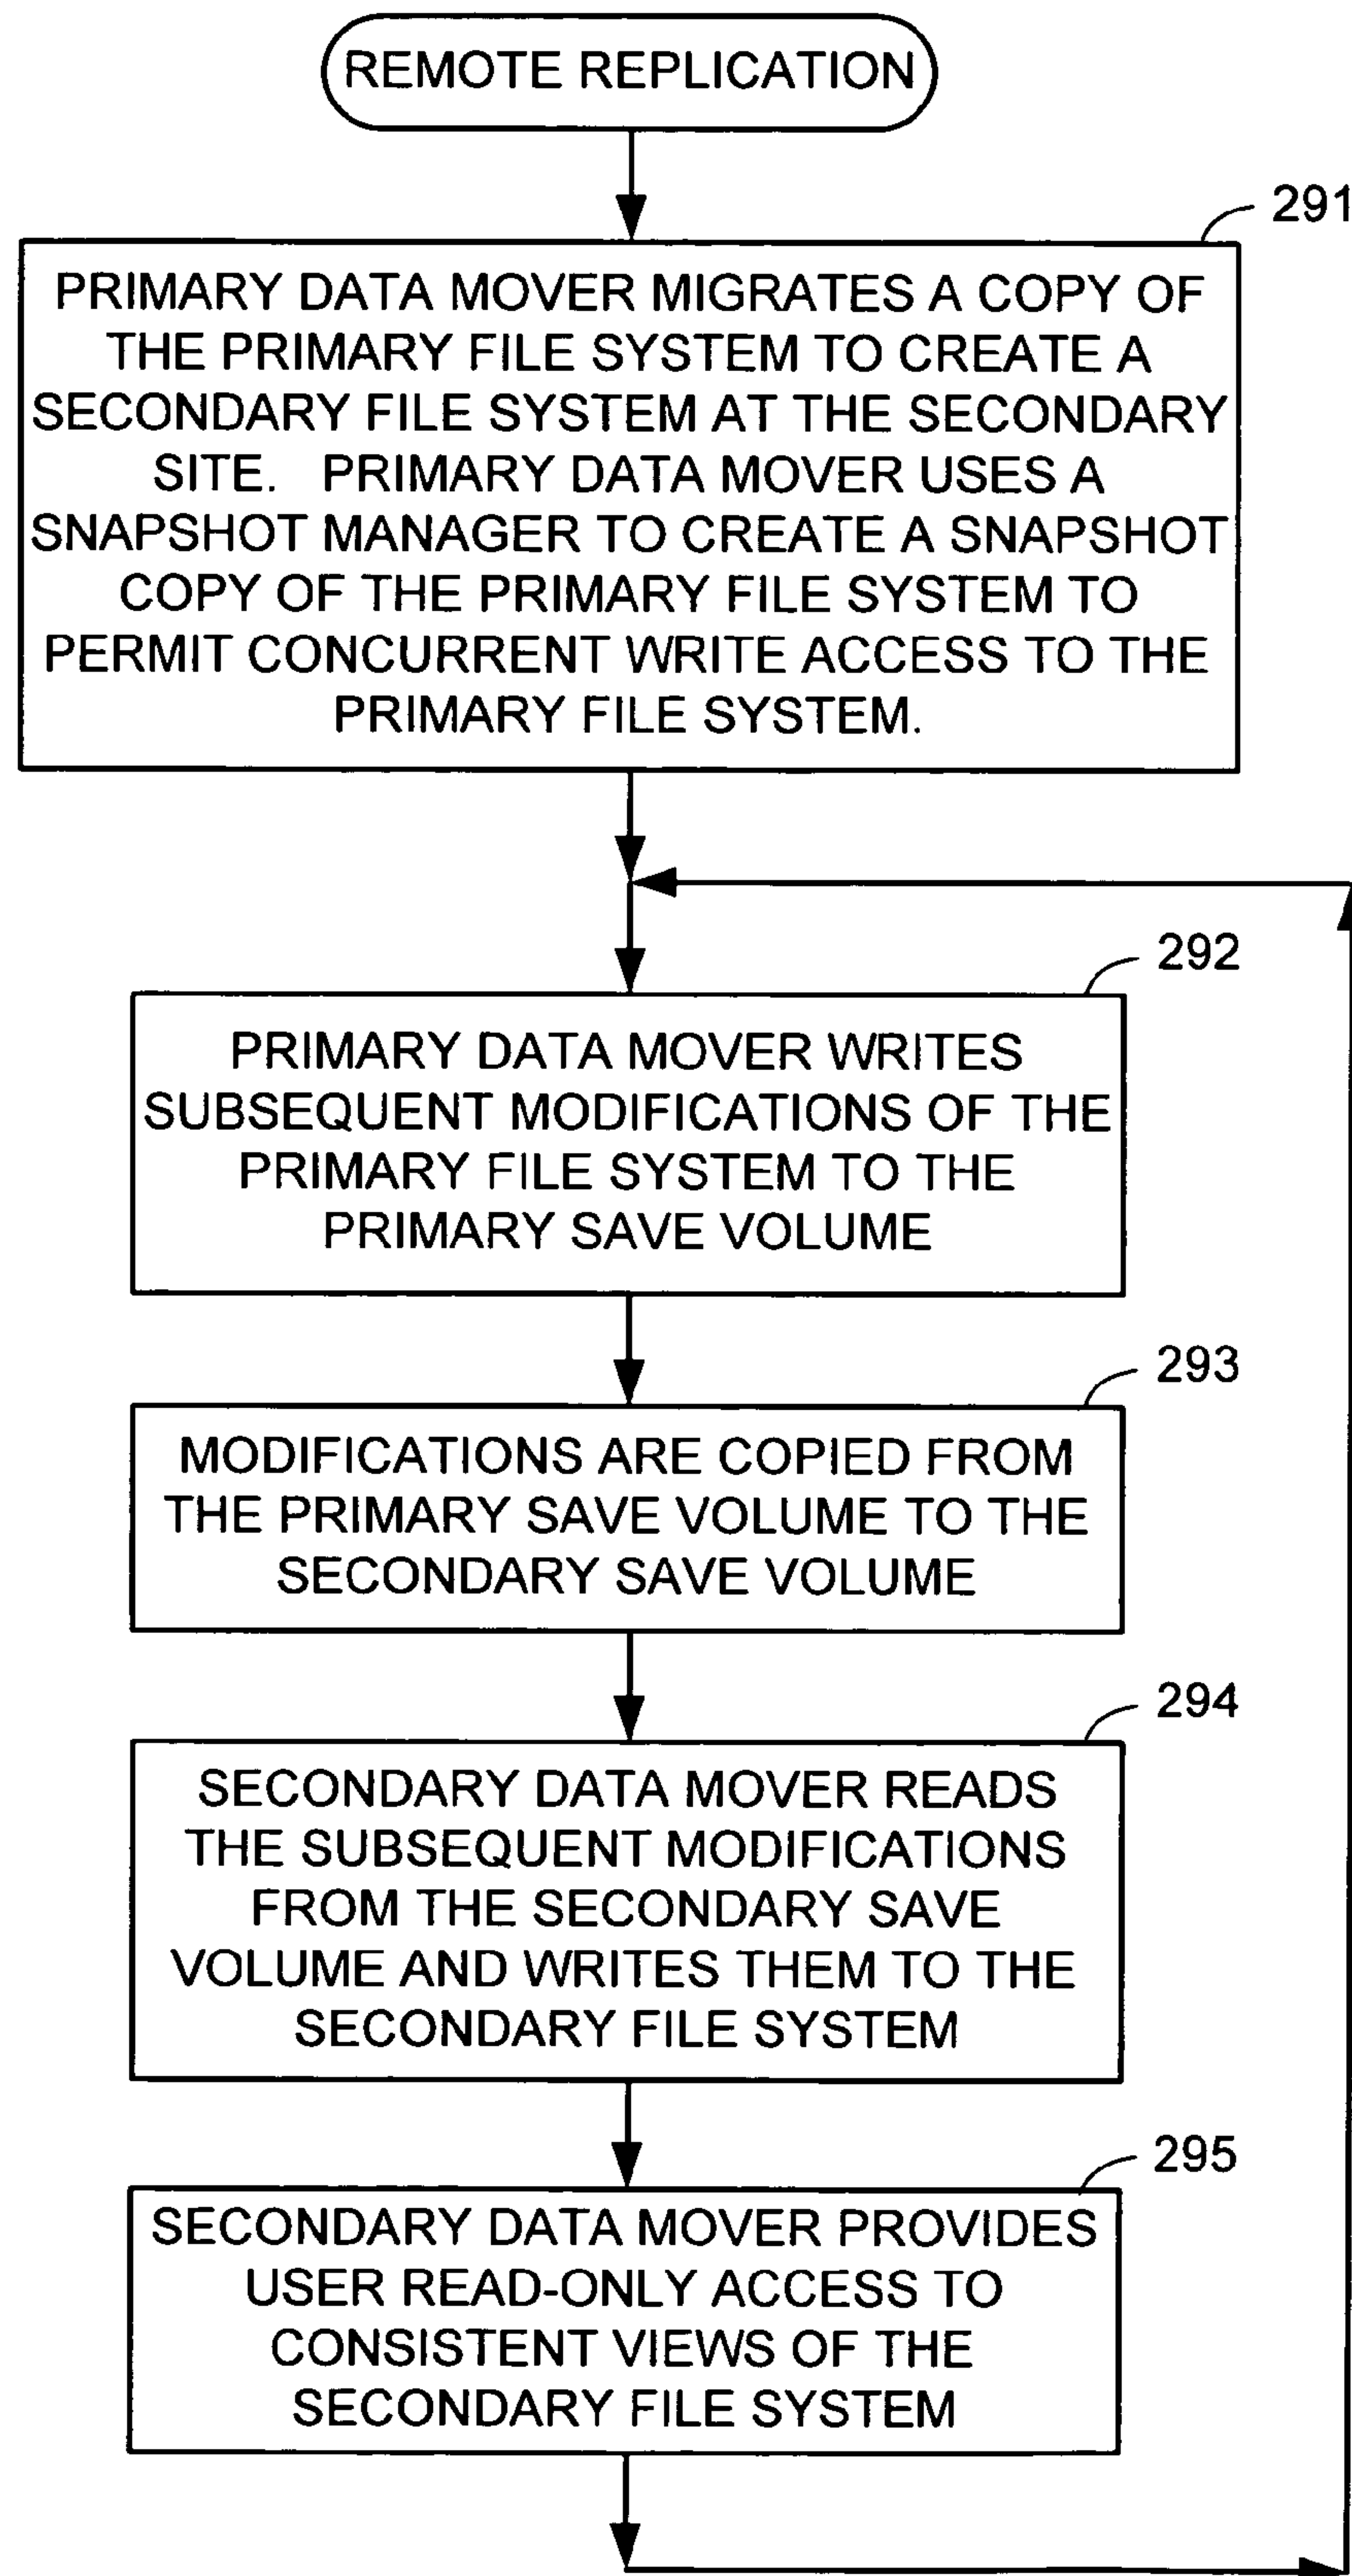 REMOTE REPLICATION
291
PRIMARY DATA MOVER MIGRATES A COPY OF
THE PRIMARY FILE SYSTEM TO CREATE A
SECONDARY FILE SYSTEM AT THE SECONDARY
SITE. PRIMARY DATA MOVER USES A
SNAPSHOT MANAGER TO CREATE A SNAPSHOT
COPY OF THE PRIMARY FILE SYSTEM TO
PERMIT CONCURRENT WRITE ACCESS TO THE
PRIMARY FILE SYSTEM.
292
PRIMARY DATA MOVER WRITES
SUBSEQUENT MODIFICATIONS OF THE
PRIMARY FILE SYSTEM TO THE
PRIMARY SAVE VOLUME
293
MODIFICATIONS ARE COPIED FROM
THE PRIMARY SAVE VOLUME TO THE
SECONDARY SAVE VOLUME
294
SECONDARY DATA MOVER READS
THE SUBSEQUENT MODIFICATIONS
FROM THE SECONDARY SAVE
VOLUME AND WRITES THEM TO THE
SECONDARY FILE SYSTEM
295
SECONDARY DATA MOVER PROVIDES
USER READ-ONLY ACCESS TO
CONSISTENT VIEWS OF THE
SECONDARY FILE SYSTEM